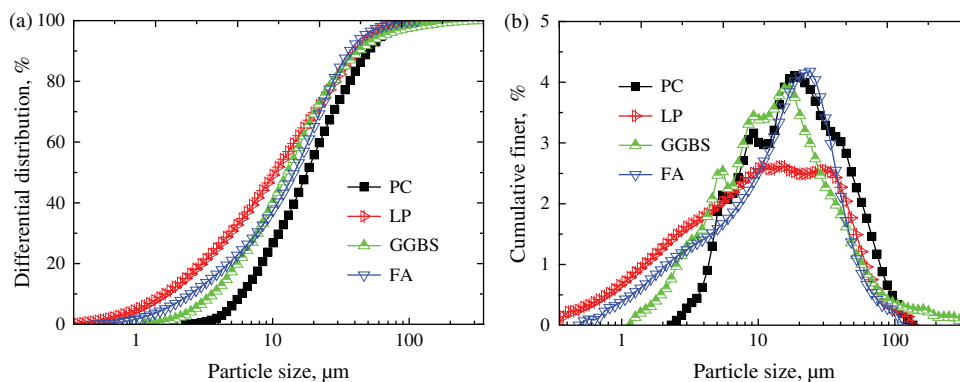 (a)
Differential distribution, %
100
80
60
40
20
0
PC
LP
GGBS
FA
1
10
100
Particle size, µm
(b)
Cumulative finer, %
5
4
3
2
1
0
PC
LP
GGBS
FA
1
10
100
Particle size, µm